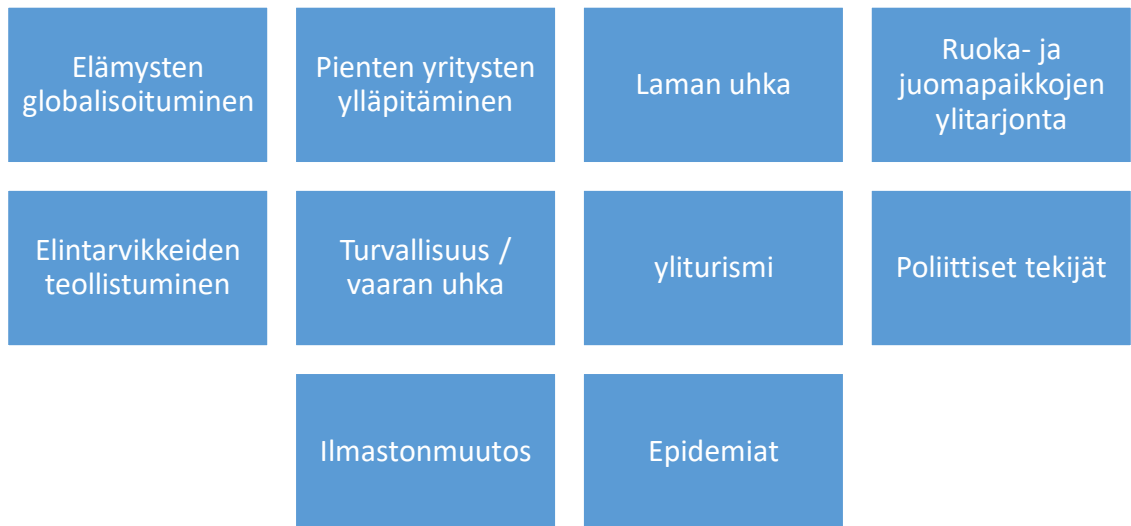 Elämysten
globalisoituminen
Pienten yritysten
ylläpitäminen
Laman uhka
Ruoka- ja
juomapaikkojen
ylitarjonta
Elintarvikkeiden
teollistuminen
Turvallisuus /
vaaran uhka
yliturismi
Poliittiset tekijät
Ilmastonmuutos
Epidemiat